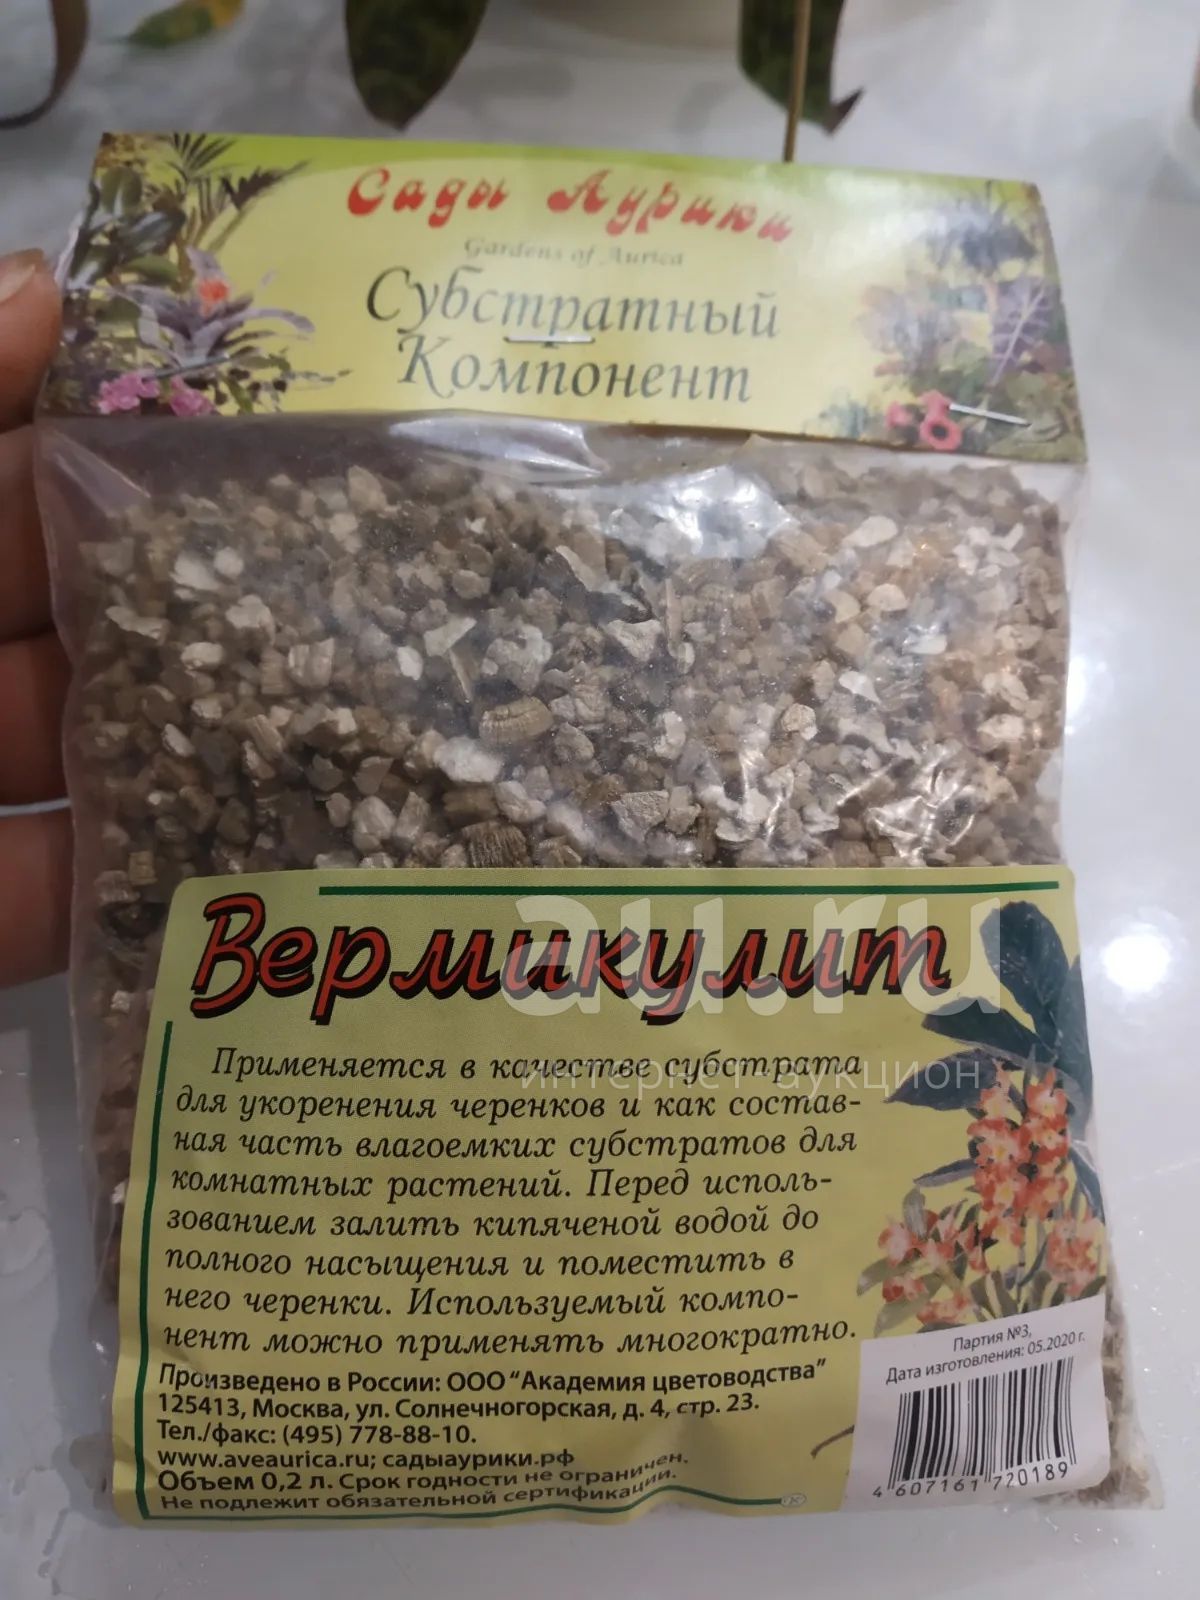 Сады Аурики
Gardens of Aurica
Субстратный
Компонент
au.ru
интернет-аукцион
Вермикулит
Применяется в качестве субстрата
для укоренения черенков и как состав-
ная часть влагоемких субстратов для
комнатных растений. Перед исполь-
зованием залить кипяченой водой до
полного насыщения и поместить в
него черенки. Используемый компо-
нент можно применять многократно.
Произведено в России: ООО "Академия цветоводства"
125413, Москва, ул. Солнечногорская, д. 4, стр. 23.
Тел./факс: (495) 778-88-10.
www.aveaurica.ru; садыаурики.рф
Объем 0,2 л. Срок годности не ограничен.
Не подлежит обязательной сертификации.
Партия №3,
Дата изготовления: 05.2020 г.
4 607161 720189